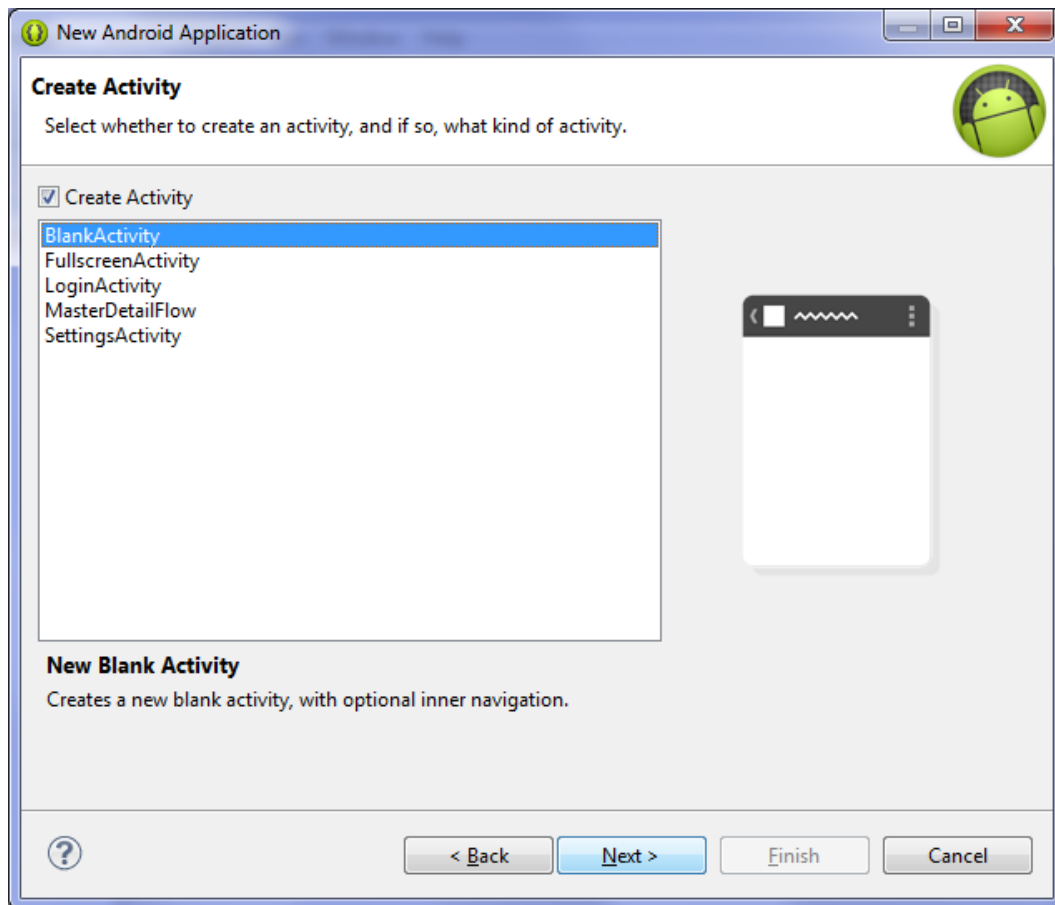 New Android Application
Create Activity
Select whether to create an activity, and if so, what kind of activity.
Create Activity
BlankActivity
FullscreenActivity
LoginActivity
MasterDetailFlow
SettingsActivity
New Blank Activity
Creates a new blank activity, with optional inner navigation.
? < Back Next > Finish Cancel